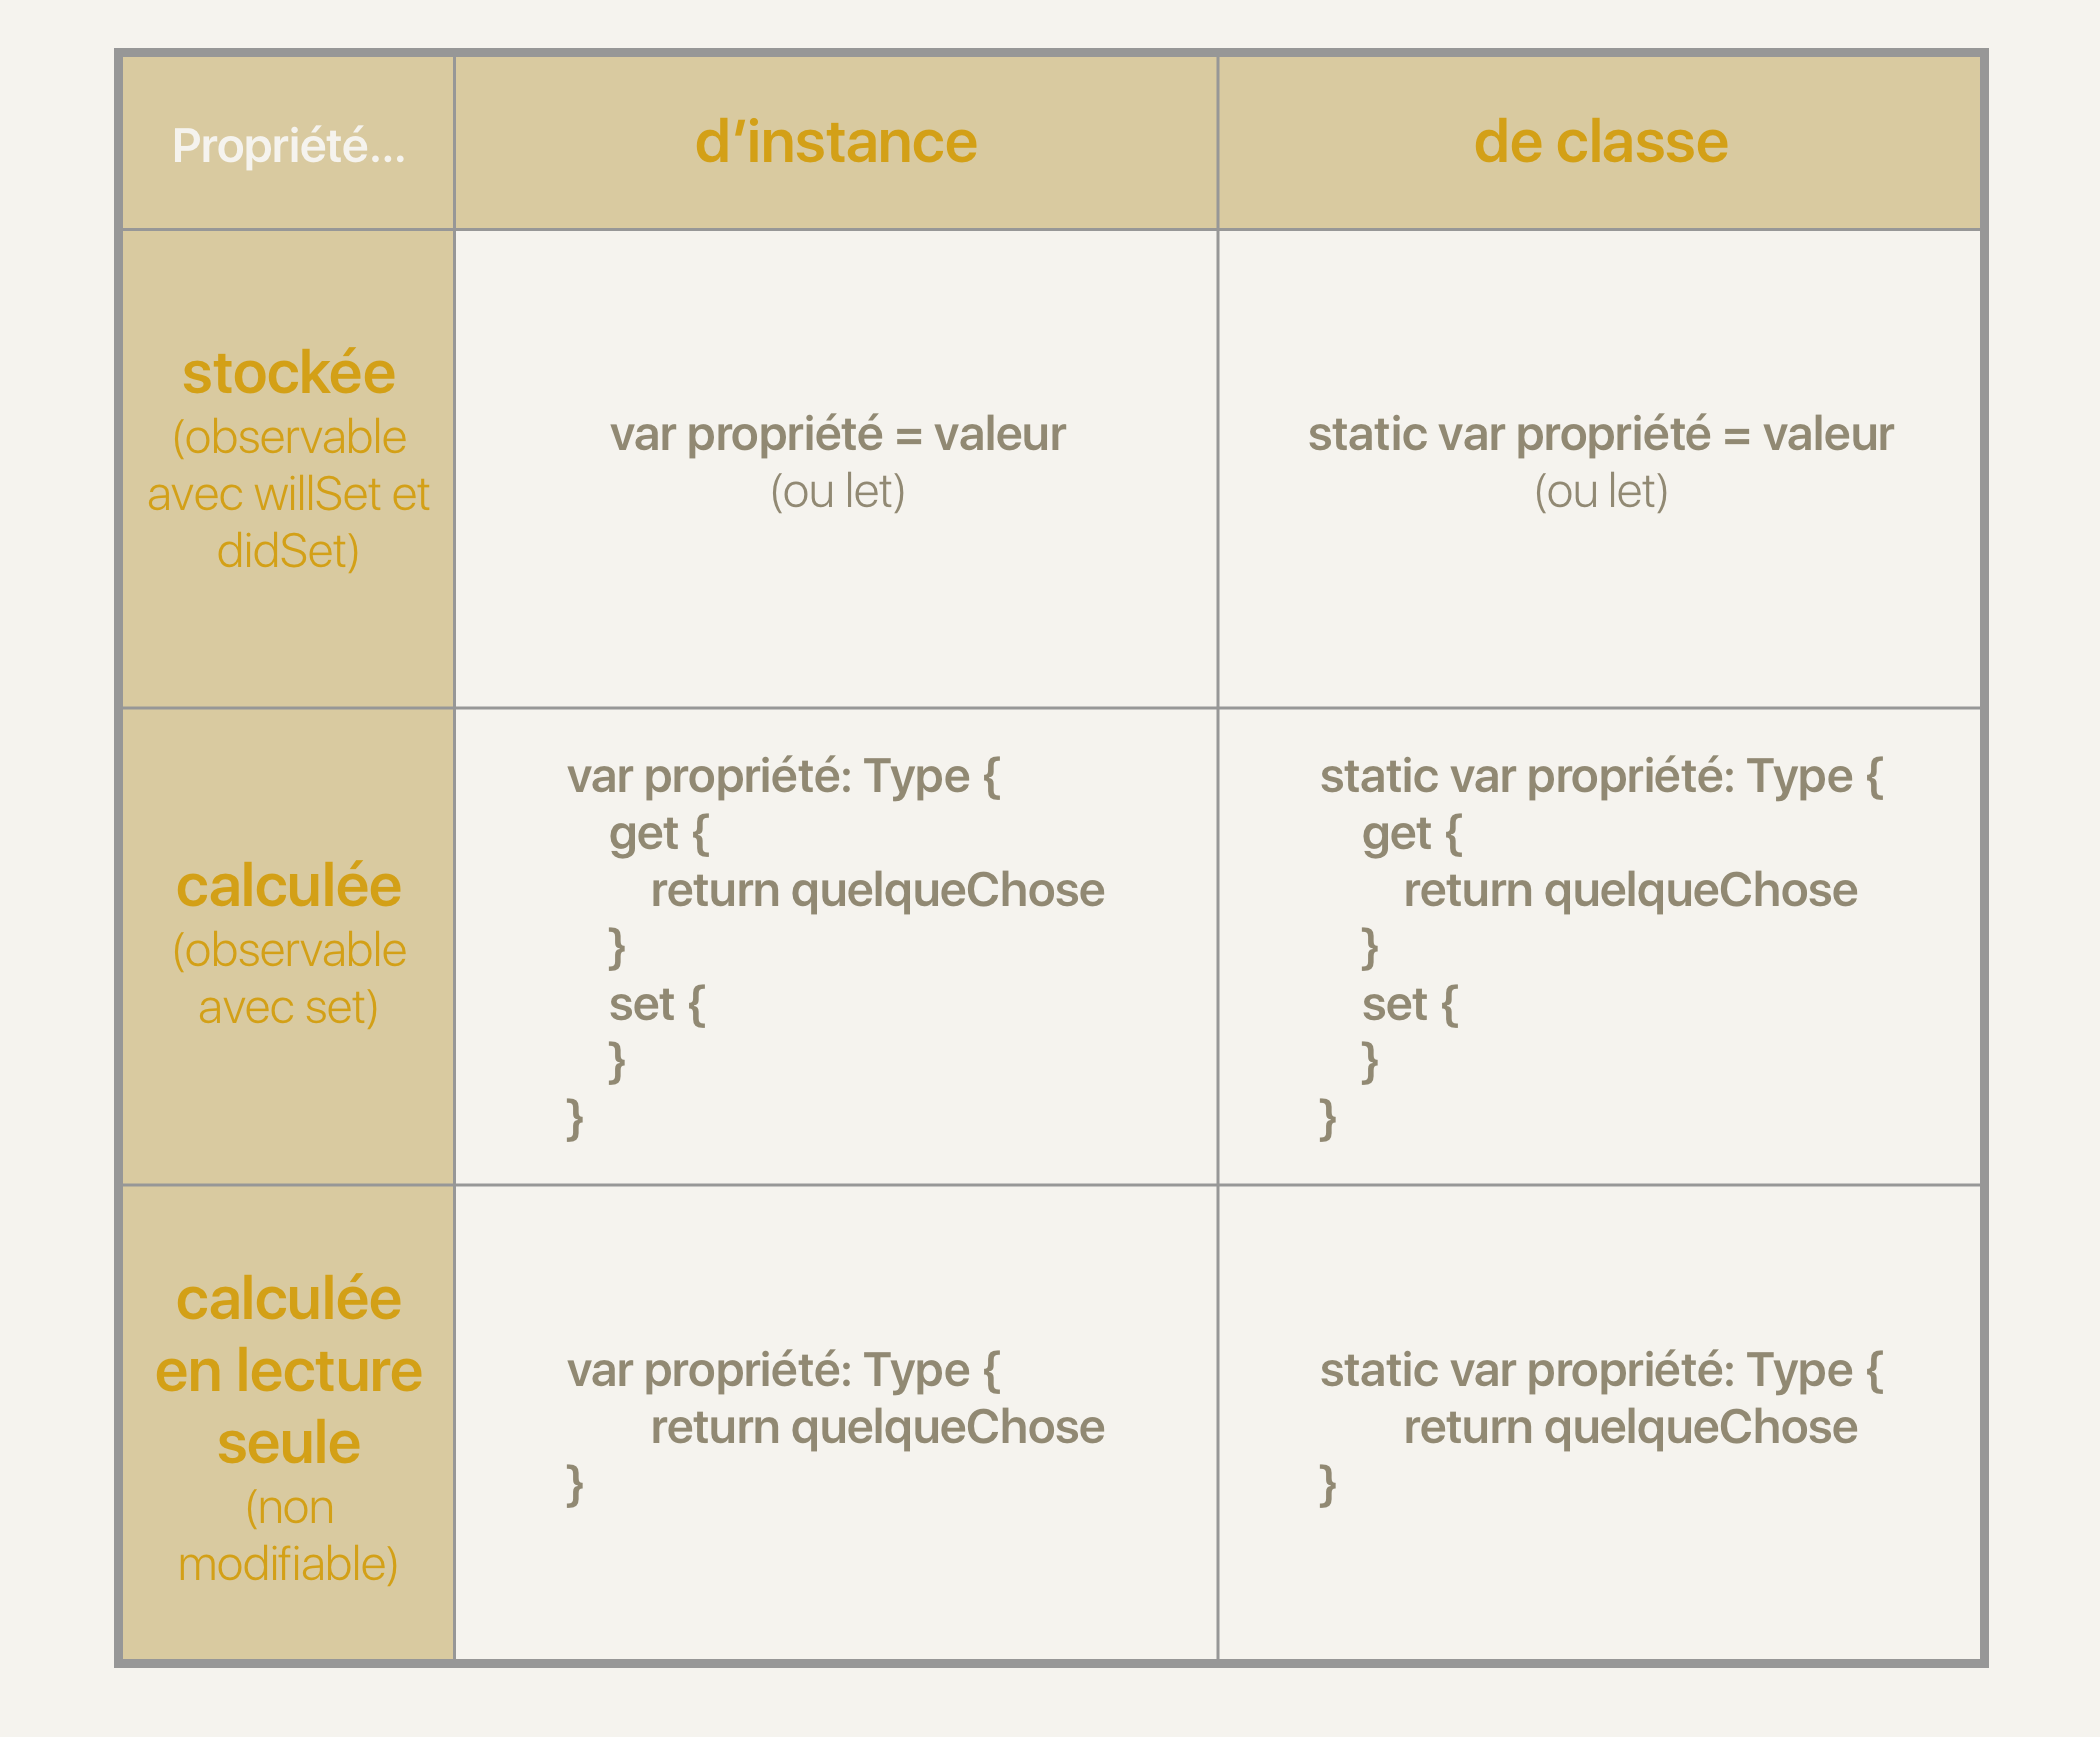 Propriété...
d’instance
de classe
stockée
(observable
avec willSet et
didSet)
var propriété = valeur
(ou let)
static var propriété = valeur
(ou let)
calculée
(observable
avec set)
var propriété: Type {
get {
return quelqueChose
}
set {
}
}
static var propriété: Type {
get {
return quelqueChose
}
set {
}
}
calculée
en lecture
seule
(non
modifiable)
var propriété: Type {
return quelqueChose
}
static var propriété: Type {
return quelqueChose
}